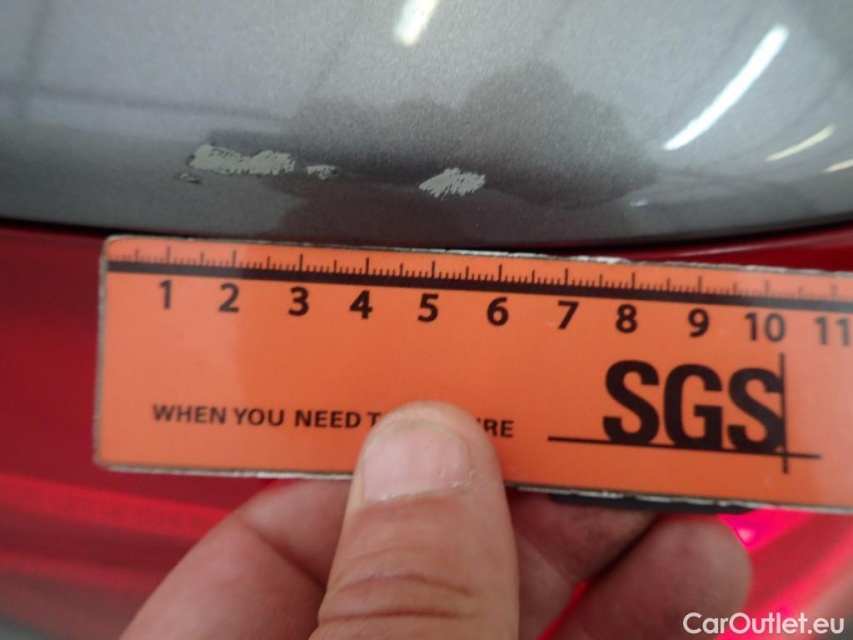 1 2 3 4 5 6 7 8 9 10 11
SGS
WHEN YOU NEED
CarOutlet.eu